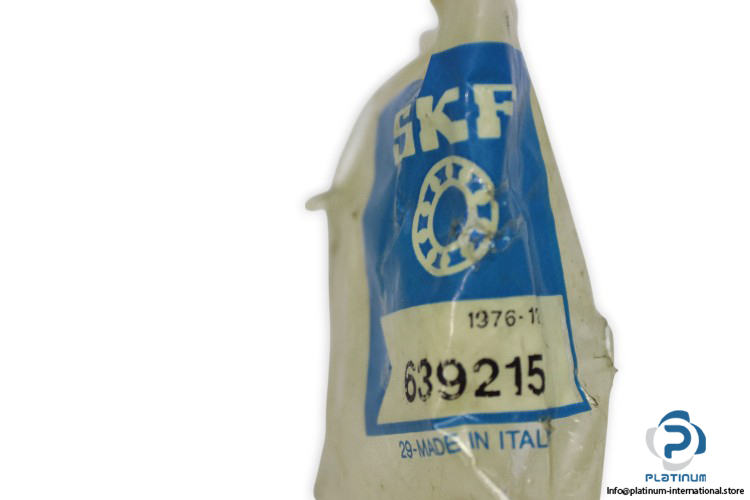 SKF
1976-1
639215
29-MADE IN ITAL
PLATINUM
Info@platinum-international.store